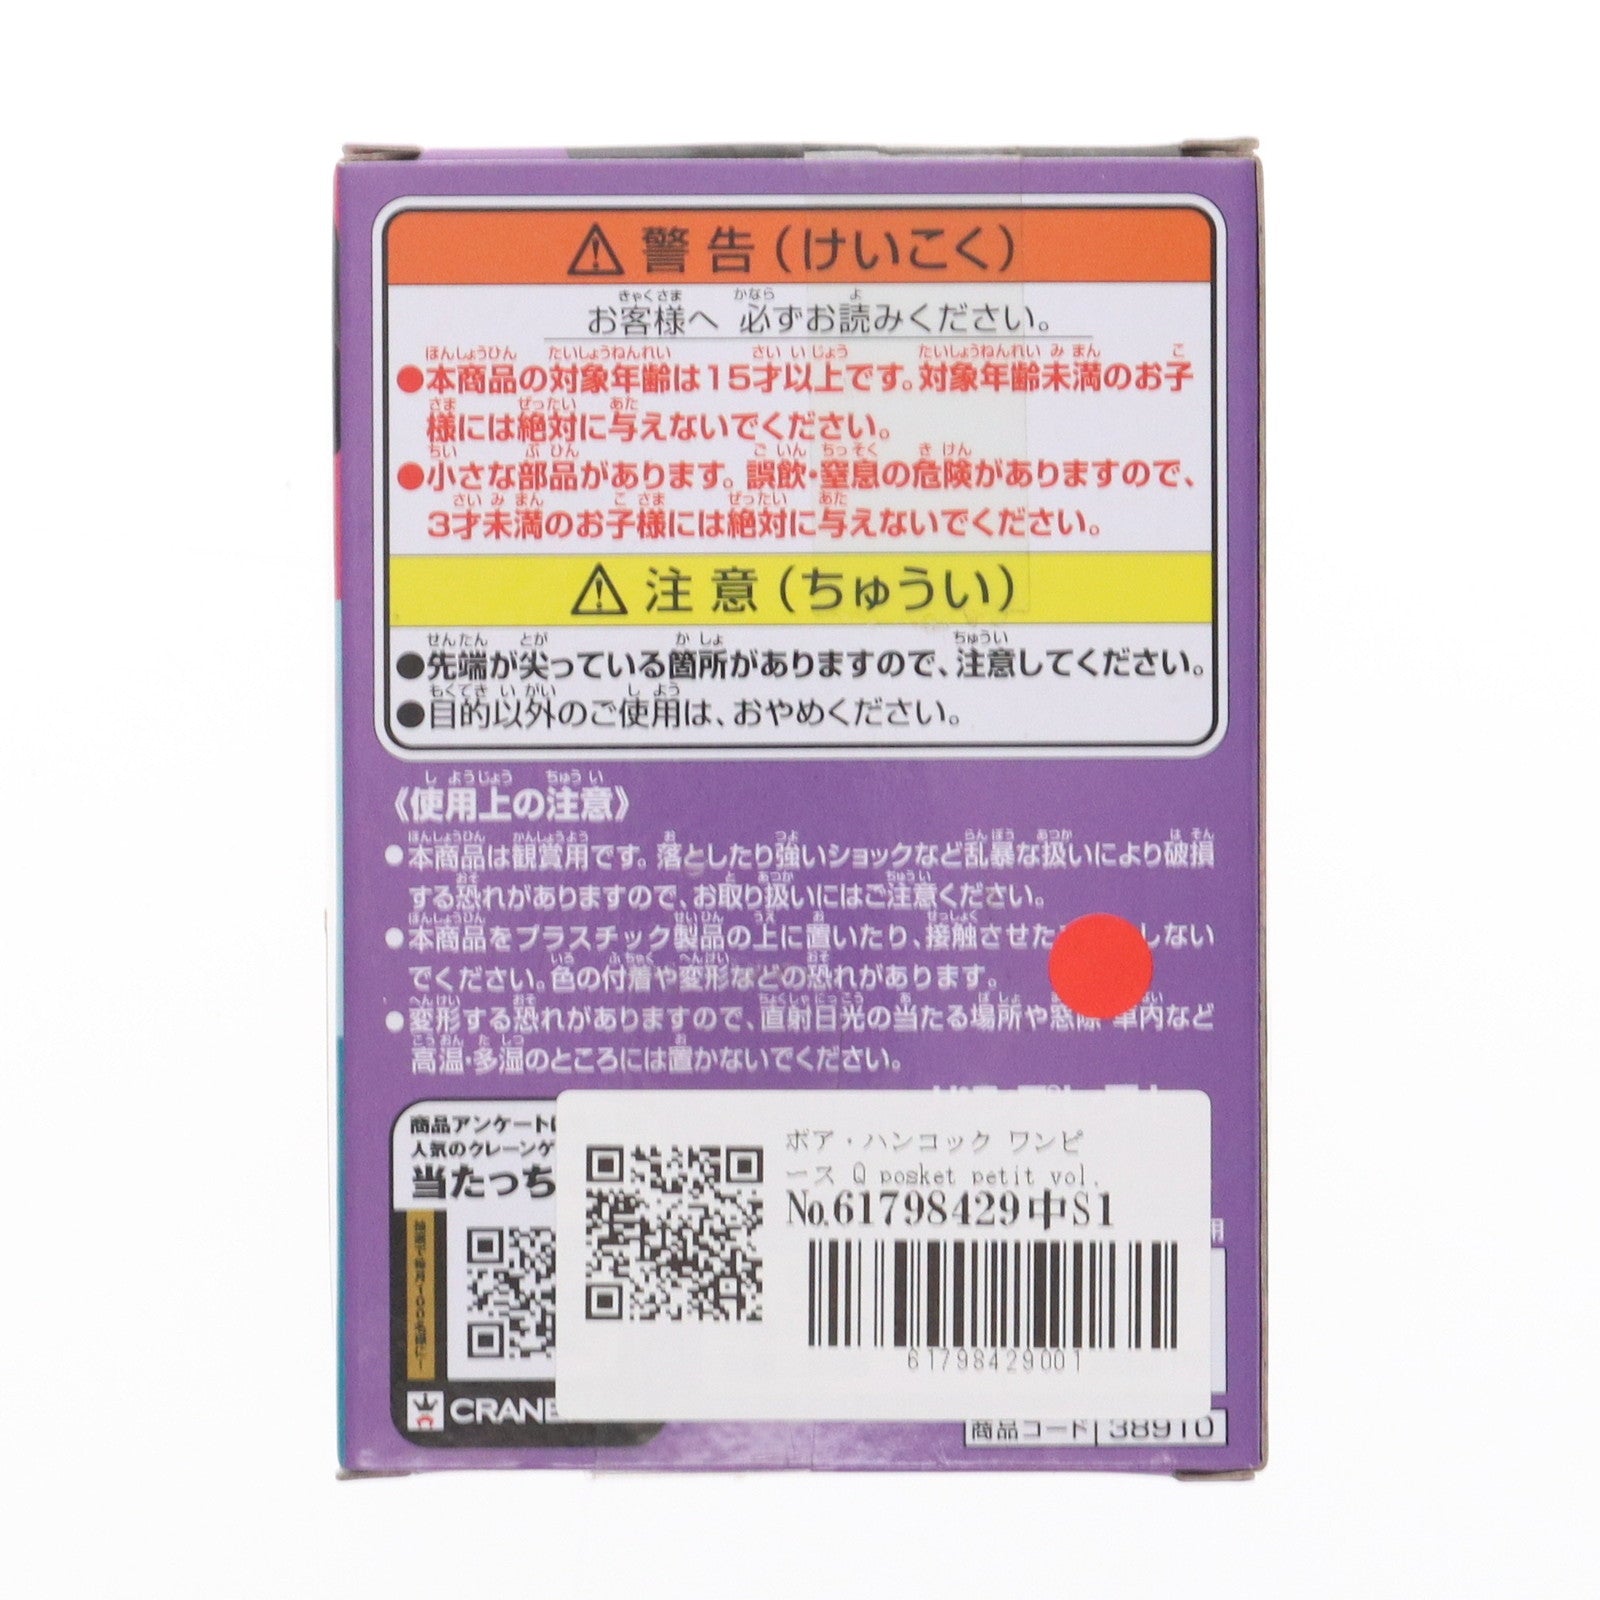 警告(けいこく)
お客様へ 必ずお読みください。
●本商品の対象年齢は15才以上です。対象年齢未満のお子
様には絶対に与えないでください。
●小さな部品があります。誤飲・窒息の危険がありますので、
3才未満のお子様には絶対に与えないでください。
注意(ちゅうい)
●先端が尖っている箇所がありますので、注意してください。
●目的以外のご使用は、おやめください。
《使用上の注意》
●本商品は観賞用です。落としたり強いショックなど乱暴な扱いにより破損
する恐れがありますので、お取り扱いにはご注意ください。
●本商品をプラスチック製品の上に置いたり、接触させた しない
でください。色の付着や変形などの恐れがあります。
●変形する恐れがありますので、直射日光の当たる場所や窓際 車内など
高温・多湿のところには置かないでください。
商品アンケートに
人気のクレーンゲ
当たっち
CRANE
ボア・ハンコック ワンピ
ース Q posket petit vol.
No.61798429中S1
61798429001
商品コード 38910